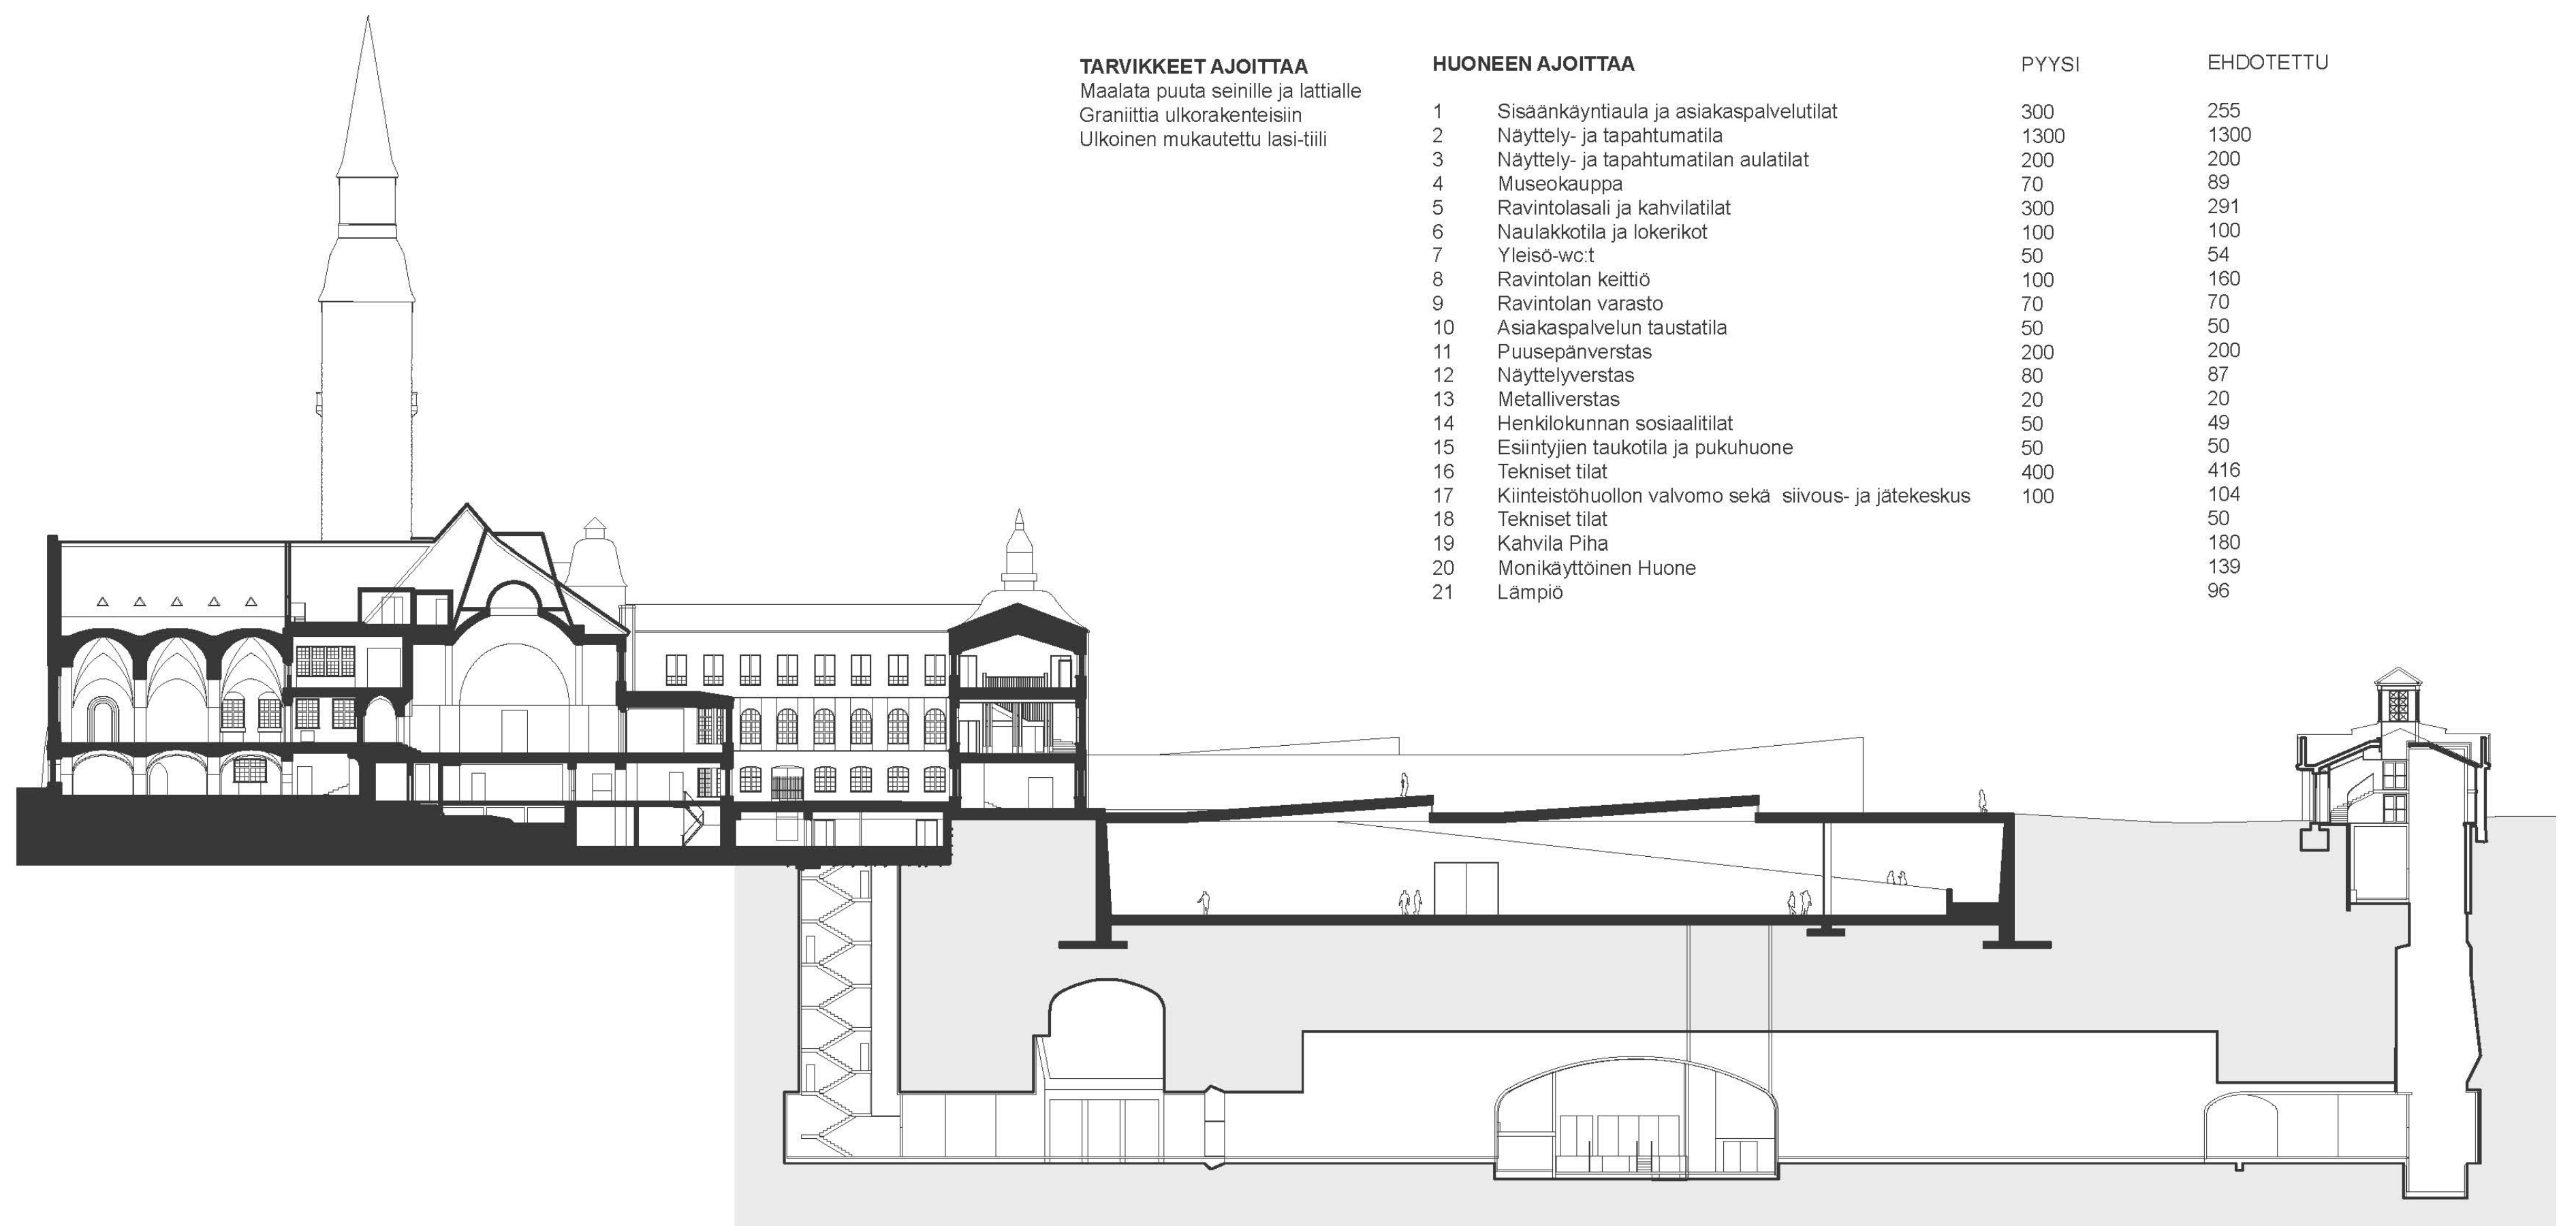 TARVIKKEET AJOITTAA
Maalata puuta seinille ja lattialle
Graniittia ulkorakenteisiin
Ulkoinen mukautettu lasi-tiili
HUONEEN AJOITTAA PYYSI EHDOTETTU
1 Sisäänkäyntiaula ja asiakaspalvelutilat 300 255
2 Näyttely- ja tapahtumatila 1300 1300
3 Näyttely- ja tapahtumatilan aulatilat 200 200
4 Museokauppa 70 89
5 Ravintolasali ja kahvilatilat 300 291
6 Naulakkotila ja lokerikot 100 100
7 Yleisö-wc:t 50 54
8 Ravintolan keittiö 100 160
9 Ravintolan varasto 70 70
10 Asiakaspalvelun taustatila 50 50
11 Puusepänverstas 200 200
12 Näyttelyverstas 80 87
13 Metalliverstas 20 20
14 Henkilokunnan sosiaalitilat 50 49
15 Esiintyjien taukotila ja pukuhuone 50 50
16 Tekniset tilat 400 416
17 Kiinteistöhuollon valvomo sekä siivous- ja jätekeskus 100 104
18 Tekniset tilat 50
19 Kahvila Piha 180
20 Monikäyttöinen Huone 139
21 Lämpiö 96